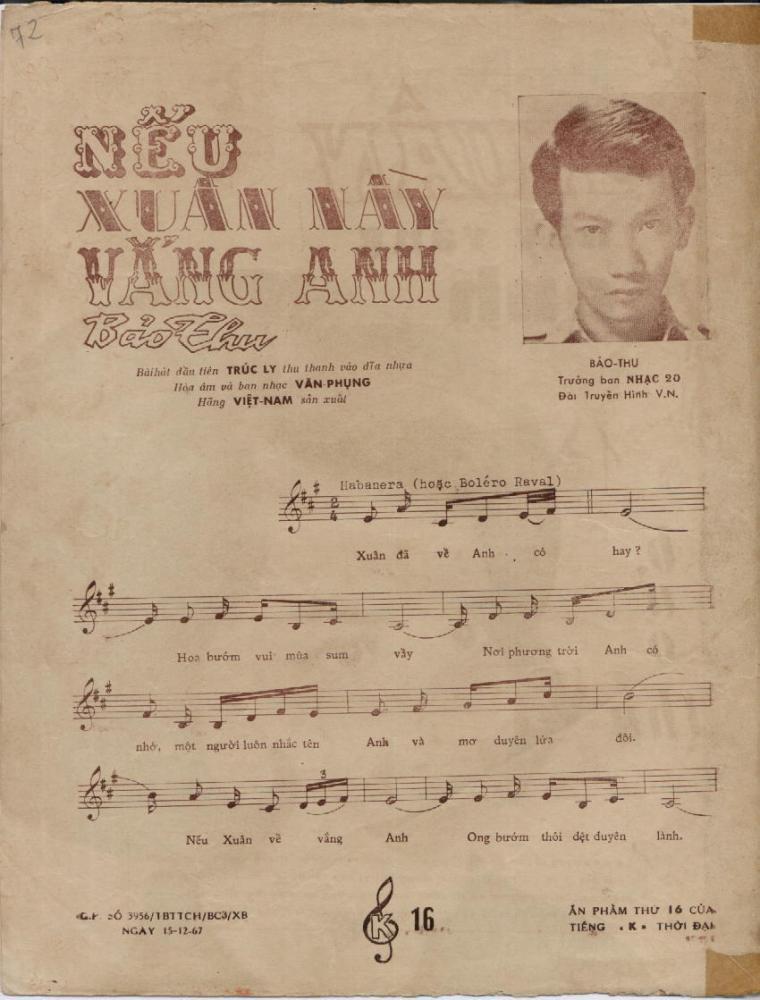 72
NẾU
XUÂN NÀY
VẮNG ANH
Bảo Thu
Bài hát đầu tiên TRÚC LY thu thanh vào dĩa nhựa
Hòa âm và ban nhạc VĂN-PHỤNG
Hãng VIỆT-NAM sản xuất
BẢO-THU
Trưởng ban NHẠC 20
Đài Truyền Hình V.N.
Habanera (hoặc Boléro Raval)
2
4
Xuân đã về Anh có hay ?
Hoa bướm vui mùa sum vầy Nơi phương trời Anh có
nhớ, một người luôn nhắc tên Anh và mơ duyên lứa đôi.
3
Nếu Xuân về vắng Anh Ong bướm thôi dệt duyên lành.
G.P. SỐ 3956/TBTTCH/BC3/XB
NGÀY 15-12-67
K 16
ẤN PHẨM THỨ 16 CỦA
TIẾNG . K . THỜI ĐẠI